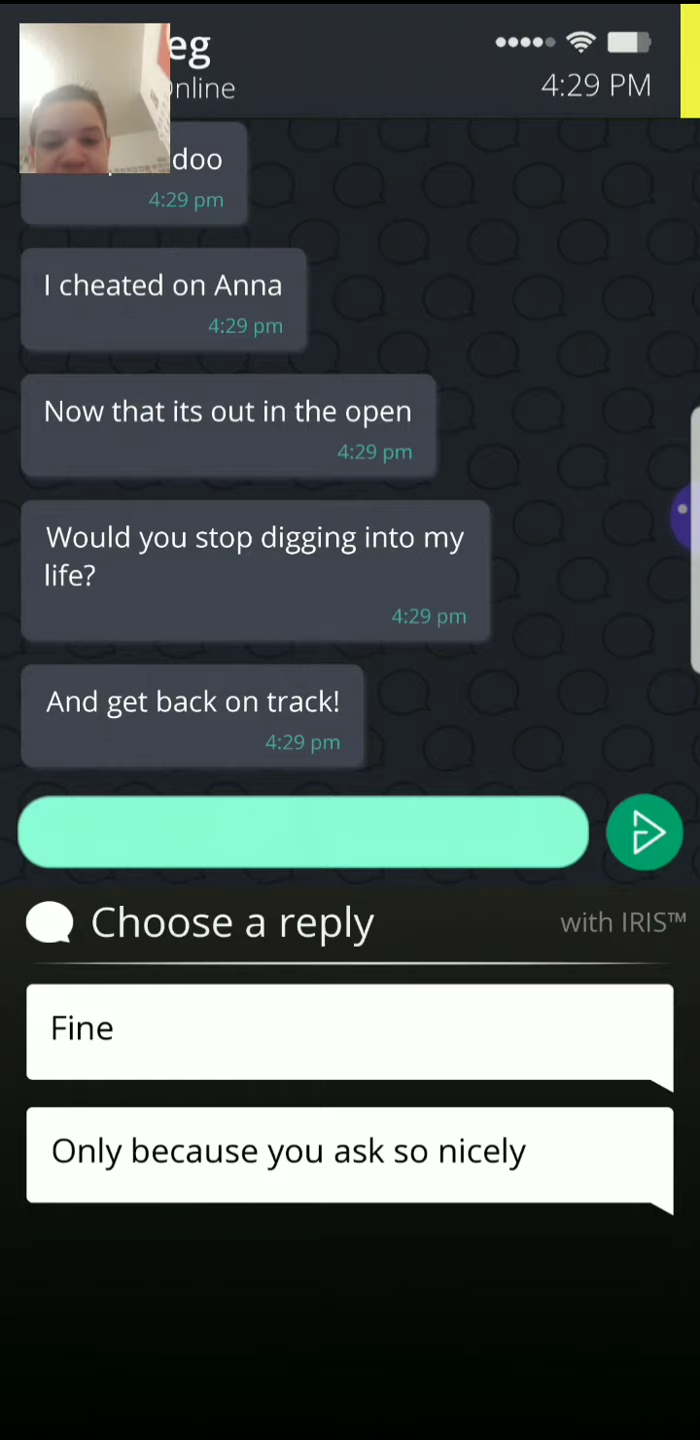 eg
nline
4:29 PM
doo
4:29 pm
I cheated on Anna
4:29 pm
Now that its out in the open
4:29 pm
Would you stop digging into my
life?
4:29 pm
And get back on track!
4:29 pm
Choose a reply
with IRIS™
Fine
Only because you ask so nicely